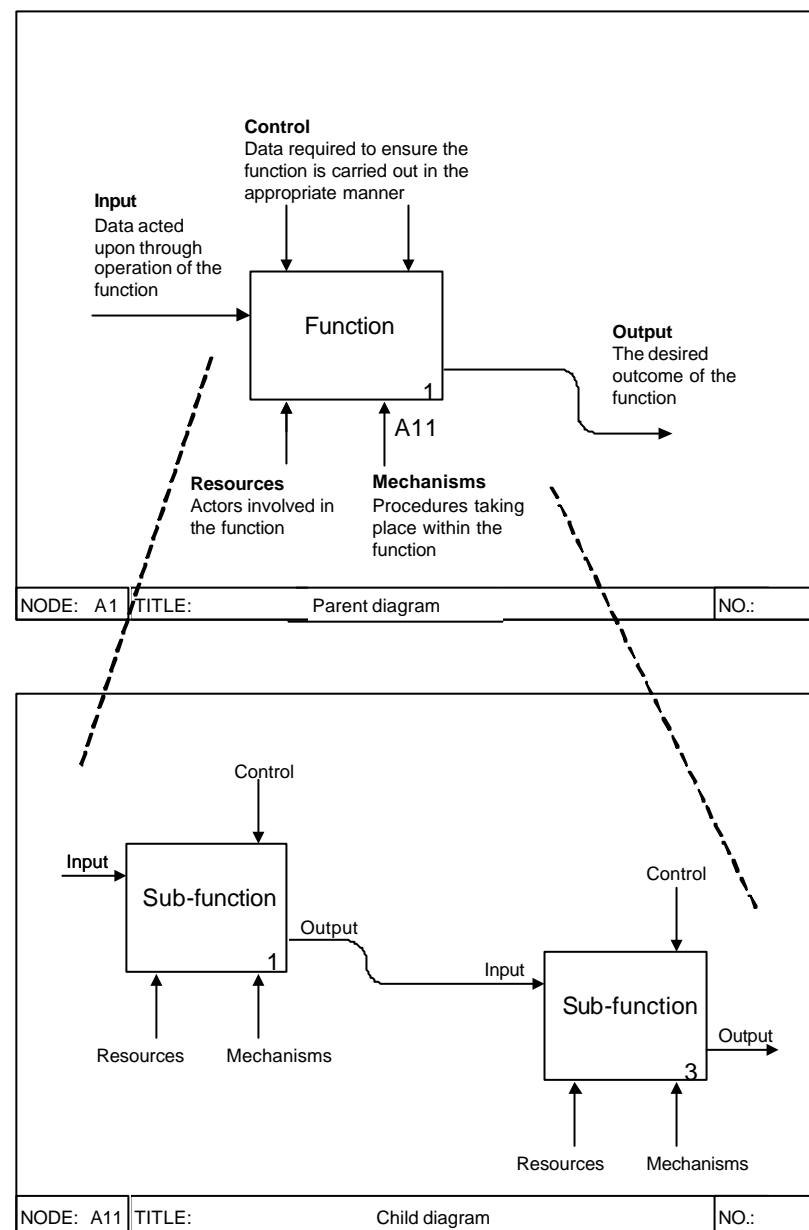 Control
Data required to ensure the
function is carried out in the
appropriate manner
Input
Data acted
upon through
operation of the
function
Function
1
Output
The desired
outcome of the
function
A11
Resources
Actors involved in
the function
Mechanisms
Procedures taking
place within the
function
NODE: A1 TITLE: Parent diagram NO.:
Control
Input
Sub-function
1
Output
Resources Mechanisms
Control
Input
Sub-function
3
Output
Resources Mechanisms
NODE: A11 TITLE: Child diagram NO.: